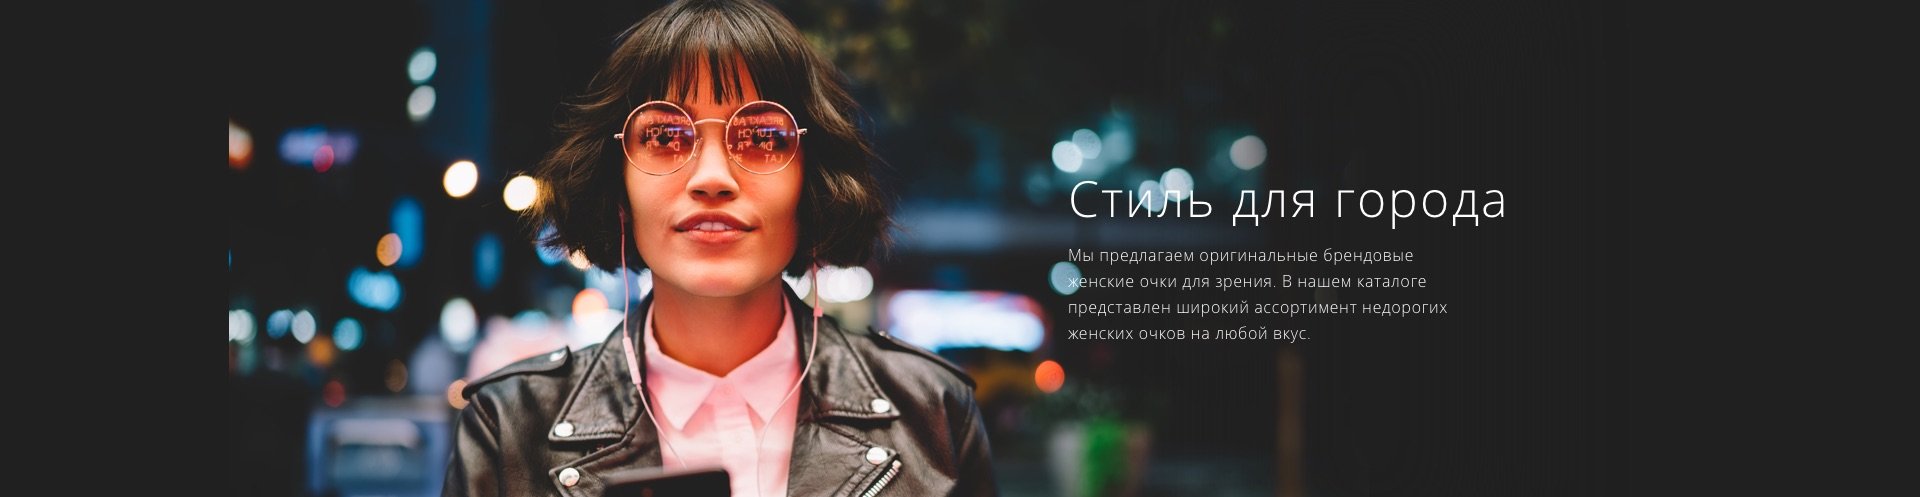 Стиль для города
Мы предлагаем оригинальные брендовые
женские очки для зрения. В нашем каталоге
представлен широкий ассортимент недорогих
женских очков на любой вкус.